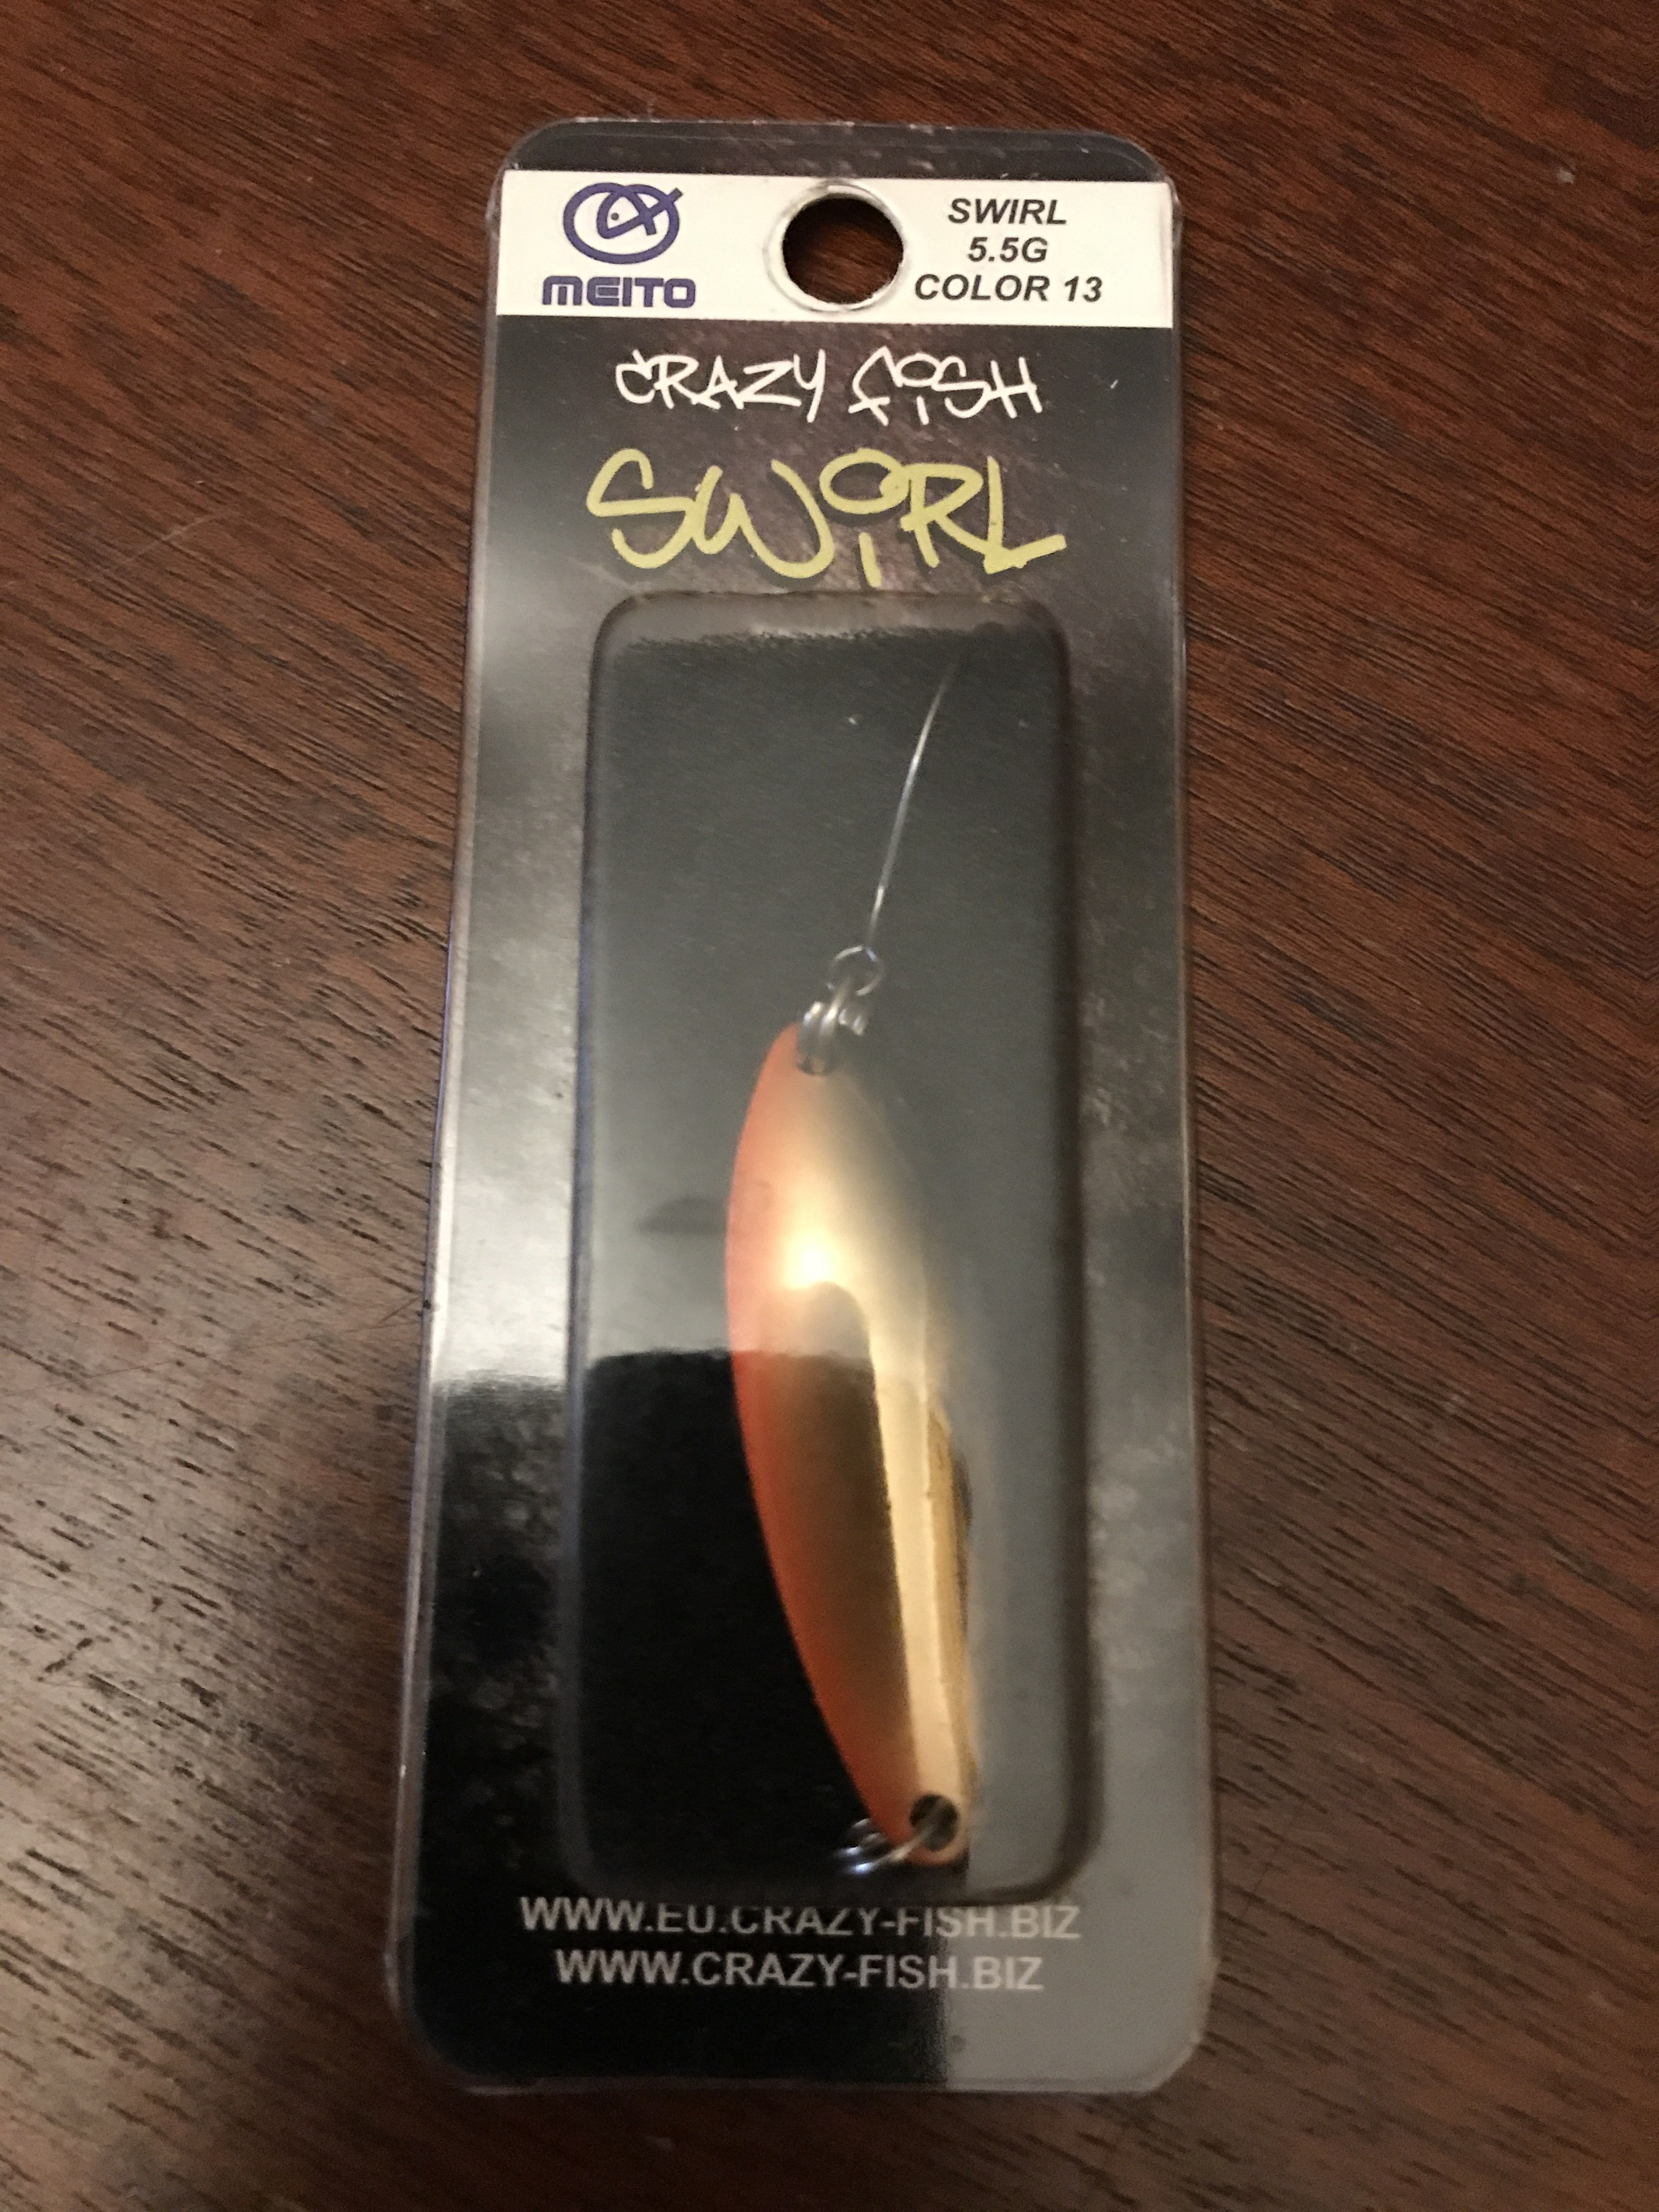 MEITO
SWIRL
5.5G
COLOR 13
CRAZY FISH
SWIRL
WWW.EU.CRAZY-FISH.BIZ
WWW.CRAZY-FISH.BIZ